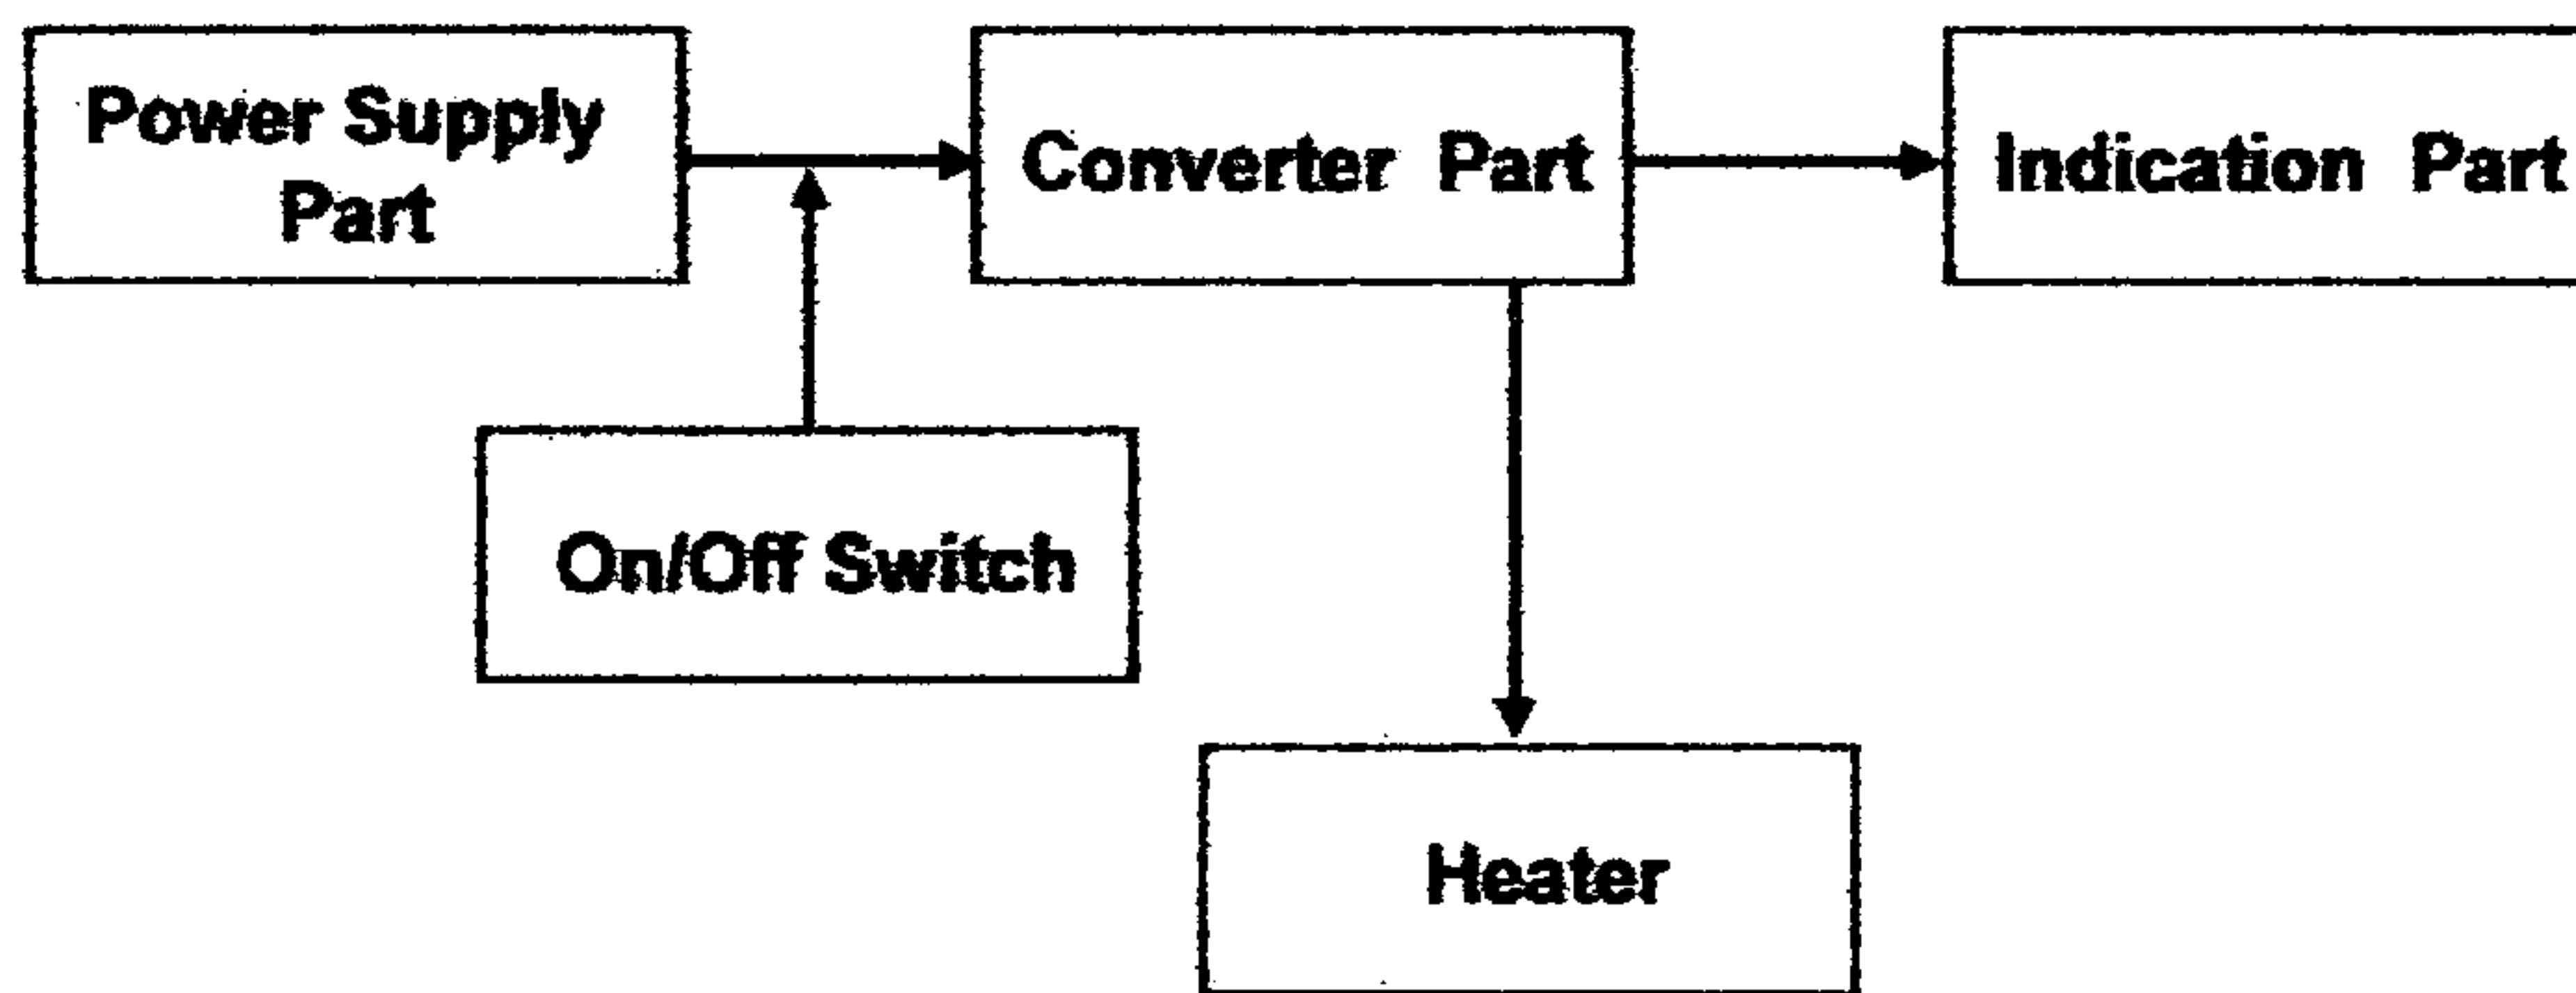 Power Supply
Part
Converter Part
Indication Part
On/Off Switch
Heater